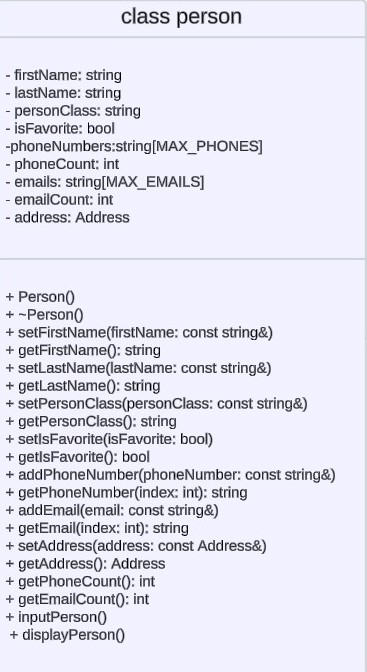 class person
- firstName: string
- lastName: string
- personClass: string
- isFavorite: bool
-phoneNumbers:string[MAX_PHONES]
- phoneCount: int
- emails: string[MAX_EMAILS]
- emailCount: int
- address: Address
+ Person()
+ ~Person()
+ setFirstName(firstName: const string&)
+ getFirstName(): string
+ setLastName(lastName: const string&)
+ getLastName(): string
+ setPersonClass(personClass: const string&)
+ getPersonClass(): string
+ setIsFavorite(isFavorite: bool)
+ getIsFavorite(): bool
+ addPhoneNumber(phoneNumber: const string&)
+ getPhoneNumber(index: int): string
+ addEmail(email: const string&)
+ getEmail(index: int): string
+ setAddress(address: const Address&)
+ getAddress(): Address
+ getPhoneCount(): int
+ getEmailCount(): int
+ inputPerson()
+ displayPerson()